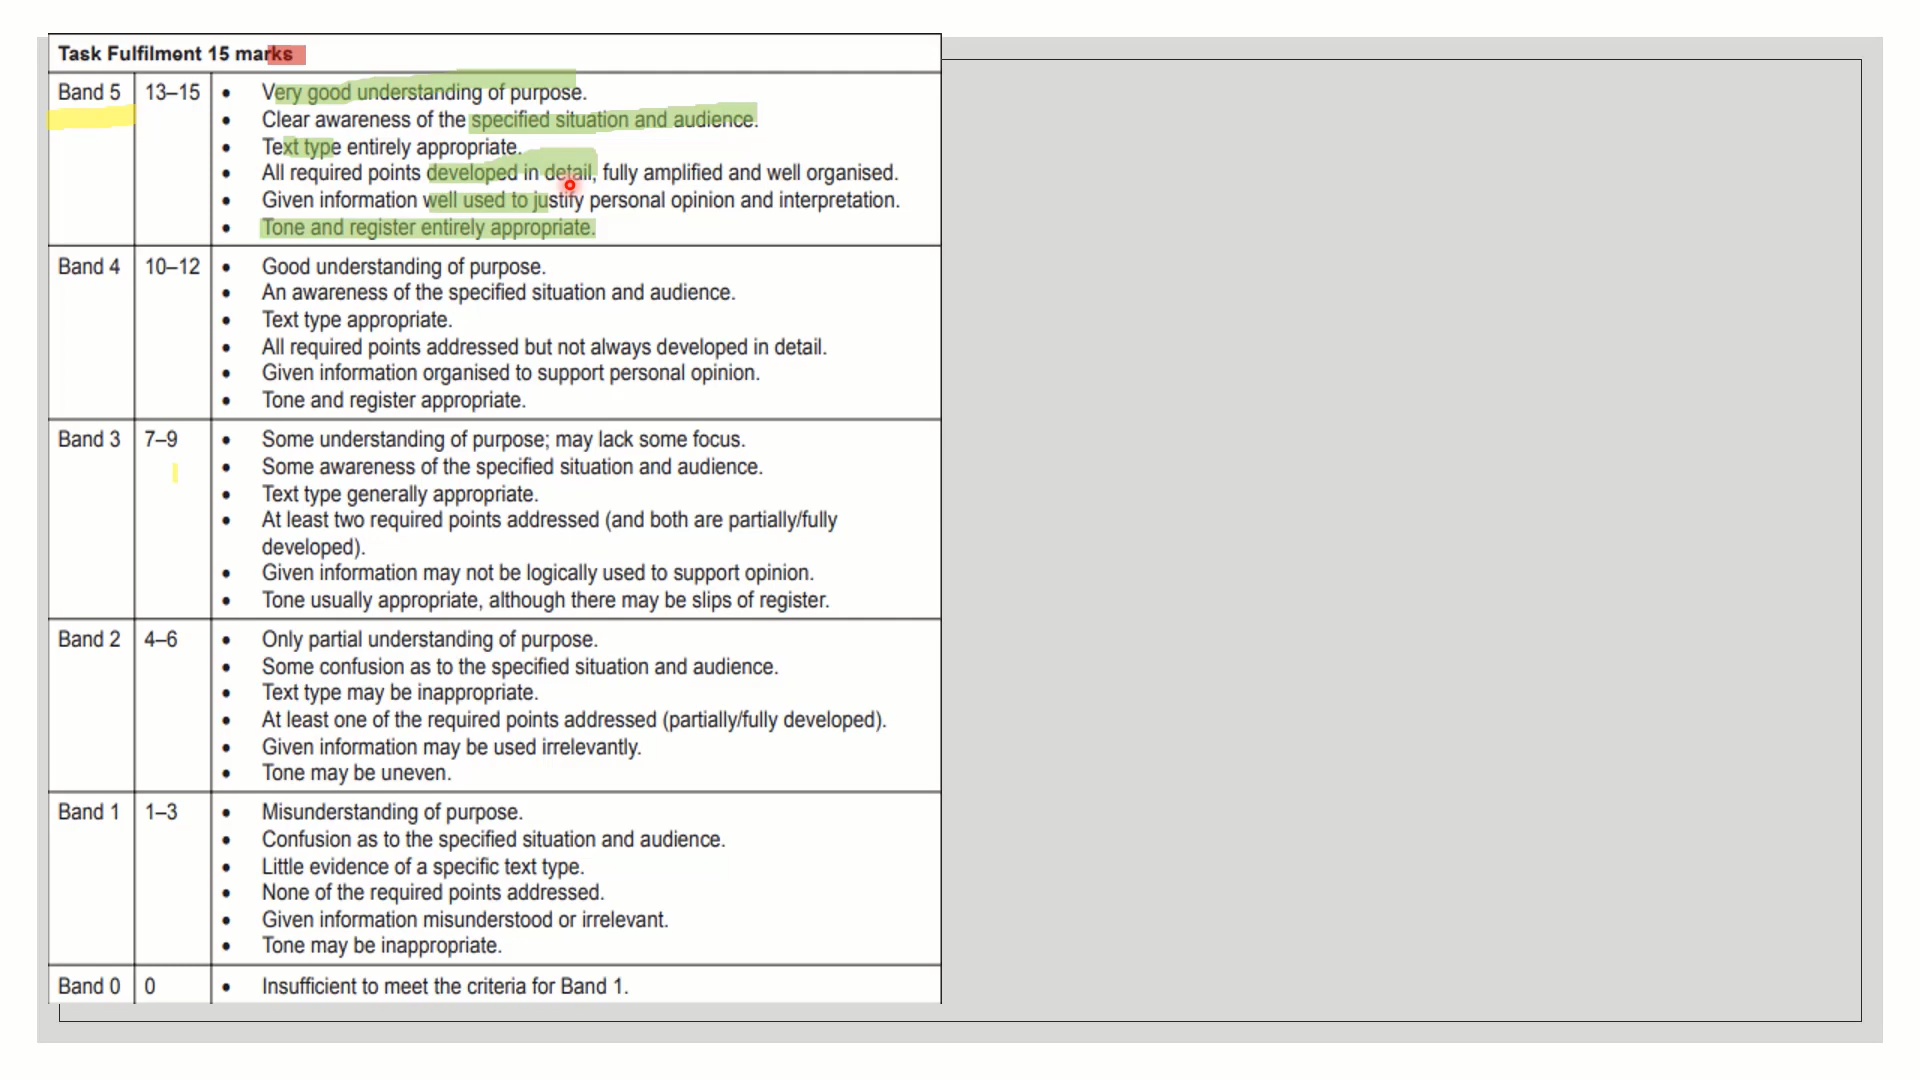 Task Fulfilment 15 marks
Band 5 13–15 • Very good understanding of purpose.
• Clear awareness of the specified situation and audience.
• Text type entirely appropriate.
• All required points developed in detail, fully amplified and well organised.
• Given information well used to justify personal opinion and interpretation.
• Tone and register entirely appropriate.
Band 4 10–12 • Good understanding of purpose.
• An awareness of the specified situation and audience.
• Text type appropriate.
• All required points addressed but not always developed in detail.
• Given information organised to support personal opinion.
• Tone and register appropriate.
Band 3 7–9 • Some understanding of purpose; may lack some focus.
• Some awareness of the specified situation and audience.
• Text type generally appropriate.
• At least two required points addressed (and both are partially/fully
developed).
• Given information may not be logically used to support opinion.
• Tone usually appropriate, although there may be slips of register.
Band 2 4–6 • Only partial understanding of purpose.
• Some confusion as to the specified situation and audience.
• Text type may be inappropriate.
• At least one of the required points addressed (partially/fully developed).
• Given information may be used irrelevantly.
• Tone may be uneven.
Band 1 1–3 • Misunderstanding of purpose.
• Confusion as to the specified situation and audience.
• Little evidence of a specific text type.
• None of the required points addressed.
• Given information misunderstood or irrelevant.
• Tone may be inappropriate.
Band 0 0 • Insufficient to meet the criteria for Band 1.